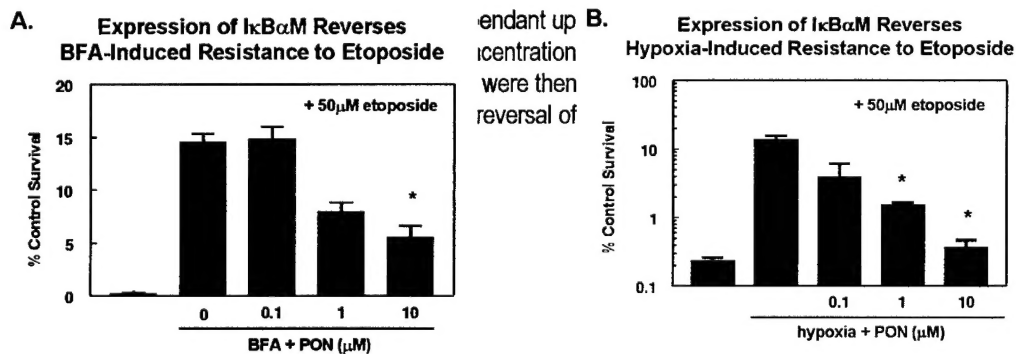 A.
Expression of IκBαM Reverses
BFA-Induced Resistance to Etoposide
+ 50μM etoposide
% Control Survival
20
15
10
5
0
*
0 0.1 1 10
BFA + PON (μM)
endant up
centration
were then
reversal of
B.
Expression of IκBαM Reverses
Hypoxia-Induced Resistance to Etoposide
+ 50μM etoposide
% Control Survival
100
10
1
0.1
* *
0.1 1 10
hypoxia + PON (μM)